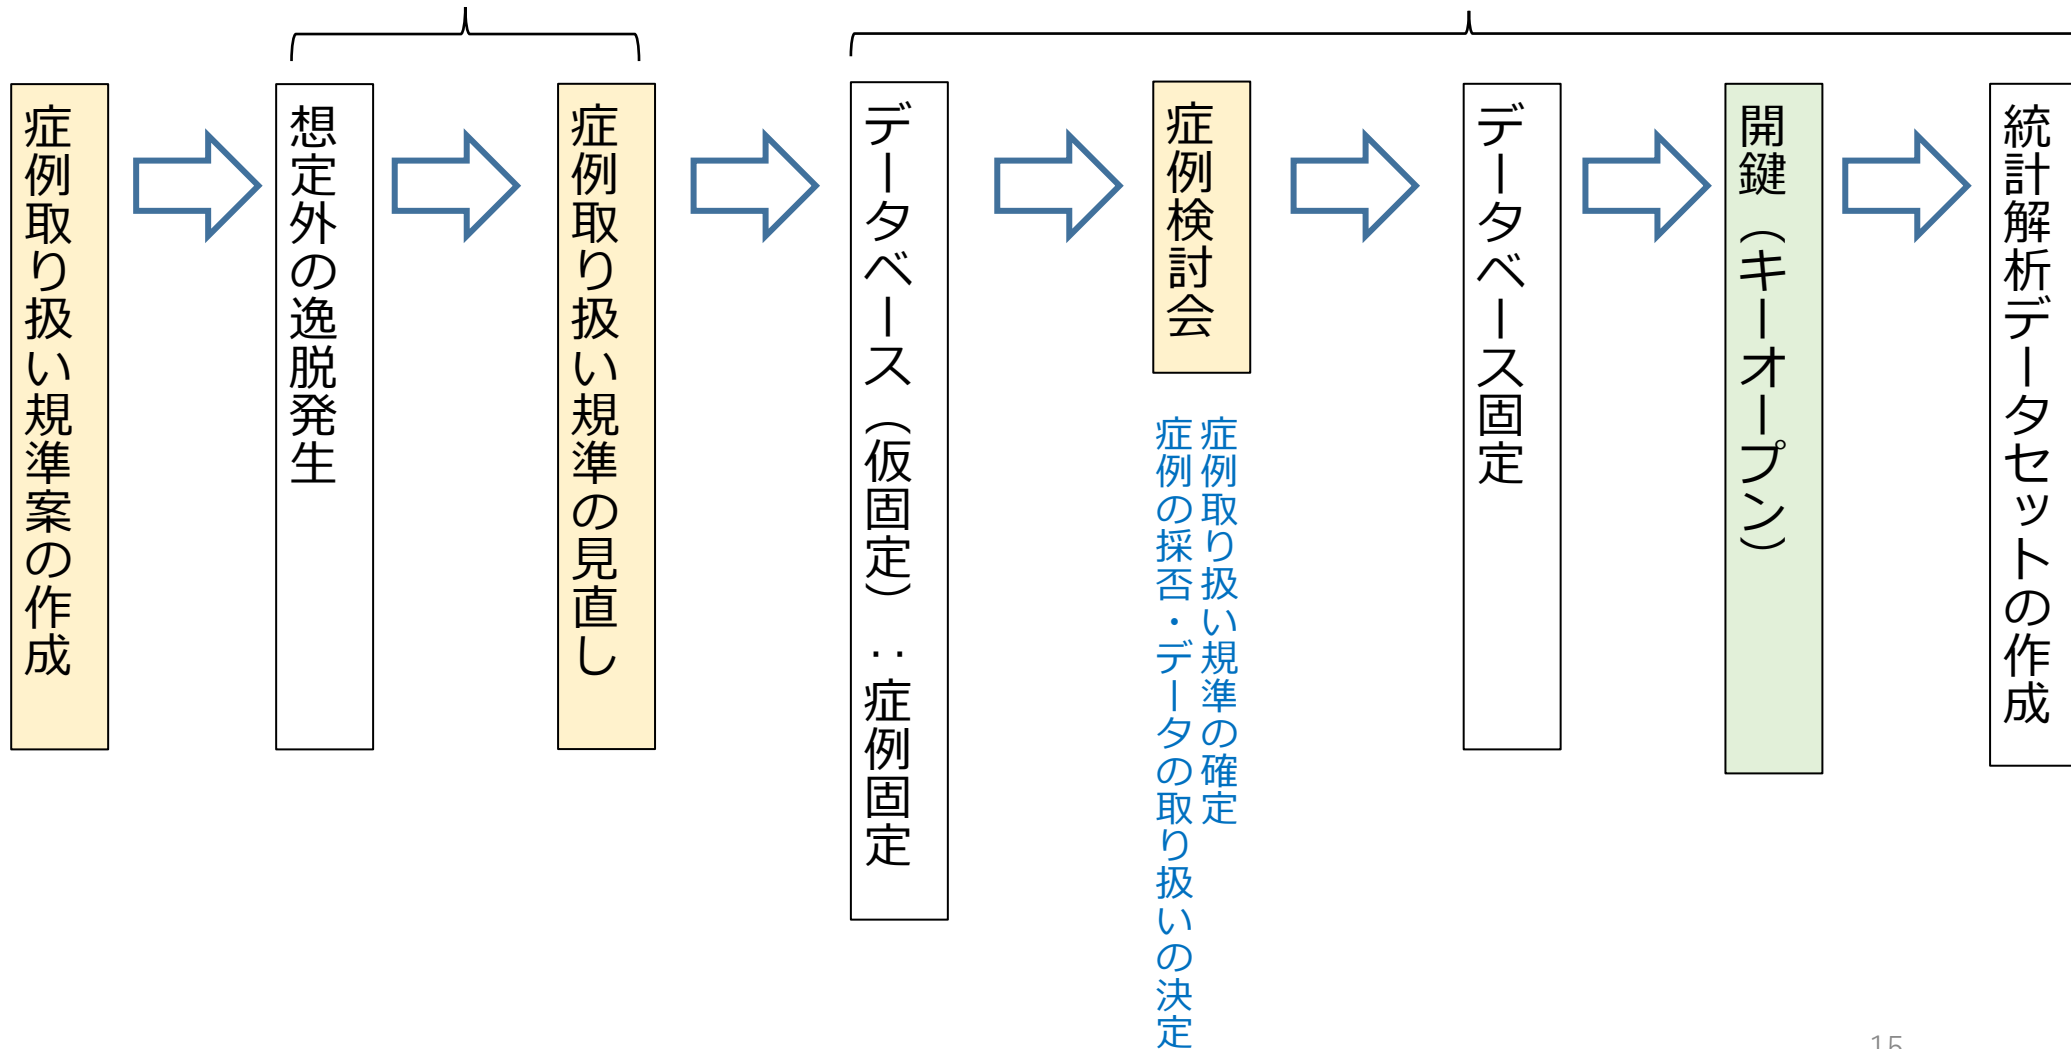 症例取り扱い規準案の作成
想定外の逸脱発生
症例取り扱い規準の見直し
データベース（仮固定）：症例固定
症例検討会
症例取り扱い規準の確定
症例の採否・データの取り扱いの決定
データベース固定
開鍵（キーオープン）
統計解析データセットの作成
15